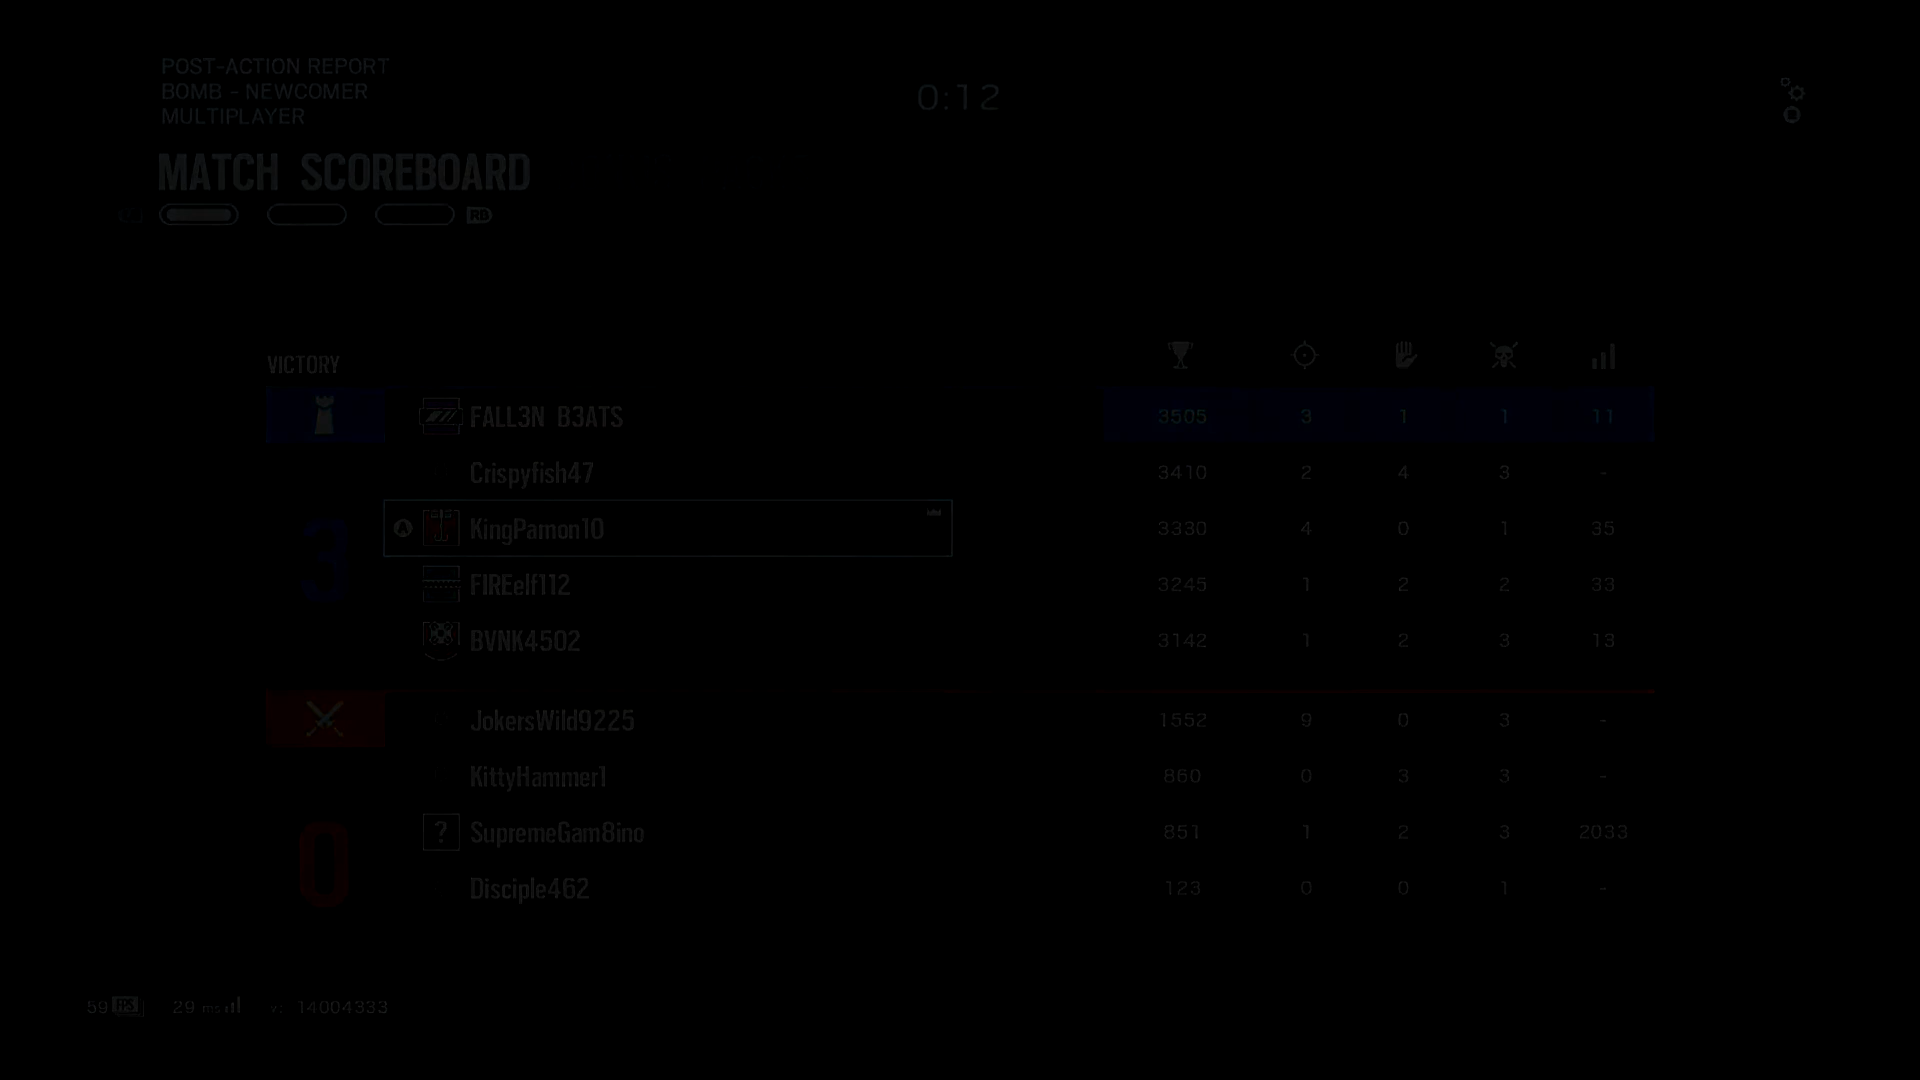 POST-ACTION REPORT
BOMB - NEWCOMER
MULTIPLAYER
0:12
MATCH SCOREBOARD
RB
VICTORY
FALL3N B3ATS 3505 3 1 1 11
Crispyfish47 3410 2 4 3 -
3
A KingPamon10 3330 4 0 1 35
FIREelf112 3245 1 2 2 33
BVNK4502 3142 1 2 3 13
JokersWild9225 1552 9 0 3 -
KittyHammer1 860 0 3 3 -
0
? SupremeGam8ino 851 1 2 3 2033
Disciple462 123 0 0 1 -
59 FPS 29 ms v: 14004333